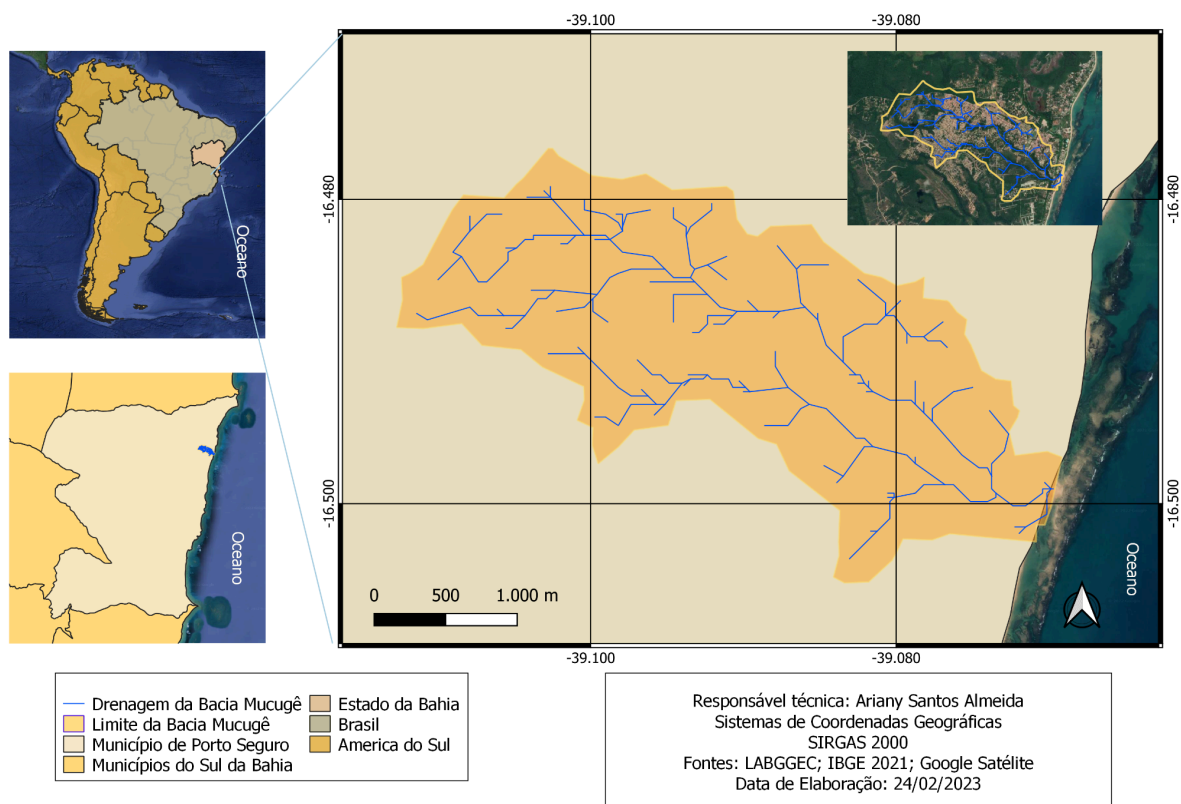 -39.100
-39.080
Oceano
-16.480
-16.480
-16.500
-16.500
Oceano
Oceano
0 500 1.000 m
-39.100
-39.080
Drenagem da Bacia Mucugê
Limite da Bacia Mucugê
Município de Porto Seguro
Municípios do Sul da Bahia
Estado da Bahia
Brasil
America do Sul
Responsável técnica: Ariany Santos Almeida
Sistemas de Coordenadas Geográficas
SIRGAS 2000
Fontes: LABGGEC; IBGE 2021; Google Satélite
Data de Elaboração: 24/02/2023